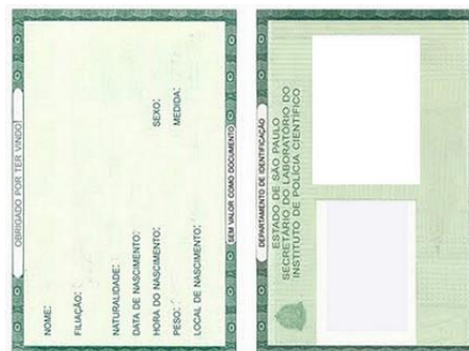 OBRIGADO POR TER VINDO!
NOME:
FILIAÇÃO:
NATURALIDADE:
DATA DE NASCIMENTO:
HORA DO NASCIMENTO: SEXO:
PESO: MEDIDA:
LOCAL DE NASCIMENTO:
SEM VALOR COMO DOCUMENTO
DEPARTAMENTO DE IDENTIFICAÇÃO
ESTADO DE SÃO PAULO
SECRETÁRIO DO LABORATÓRIO DO
INSTITUTO DE POLÍCIA CIENTÍFICO